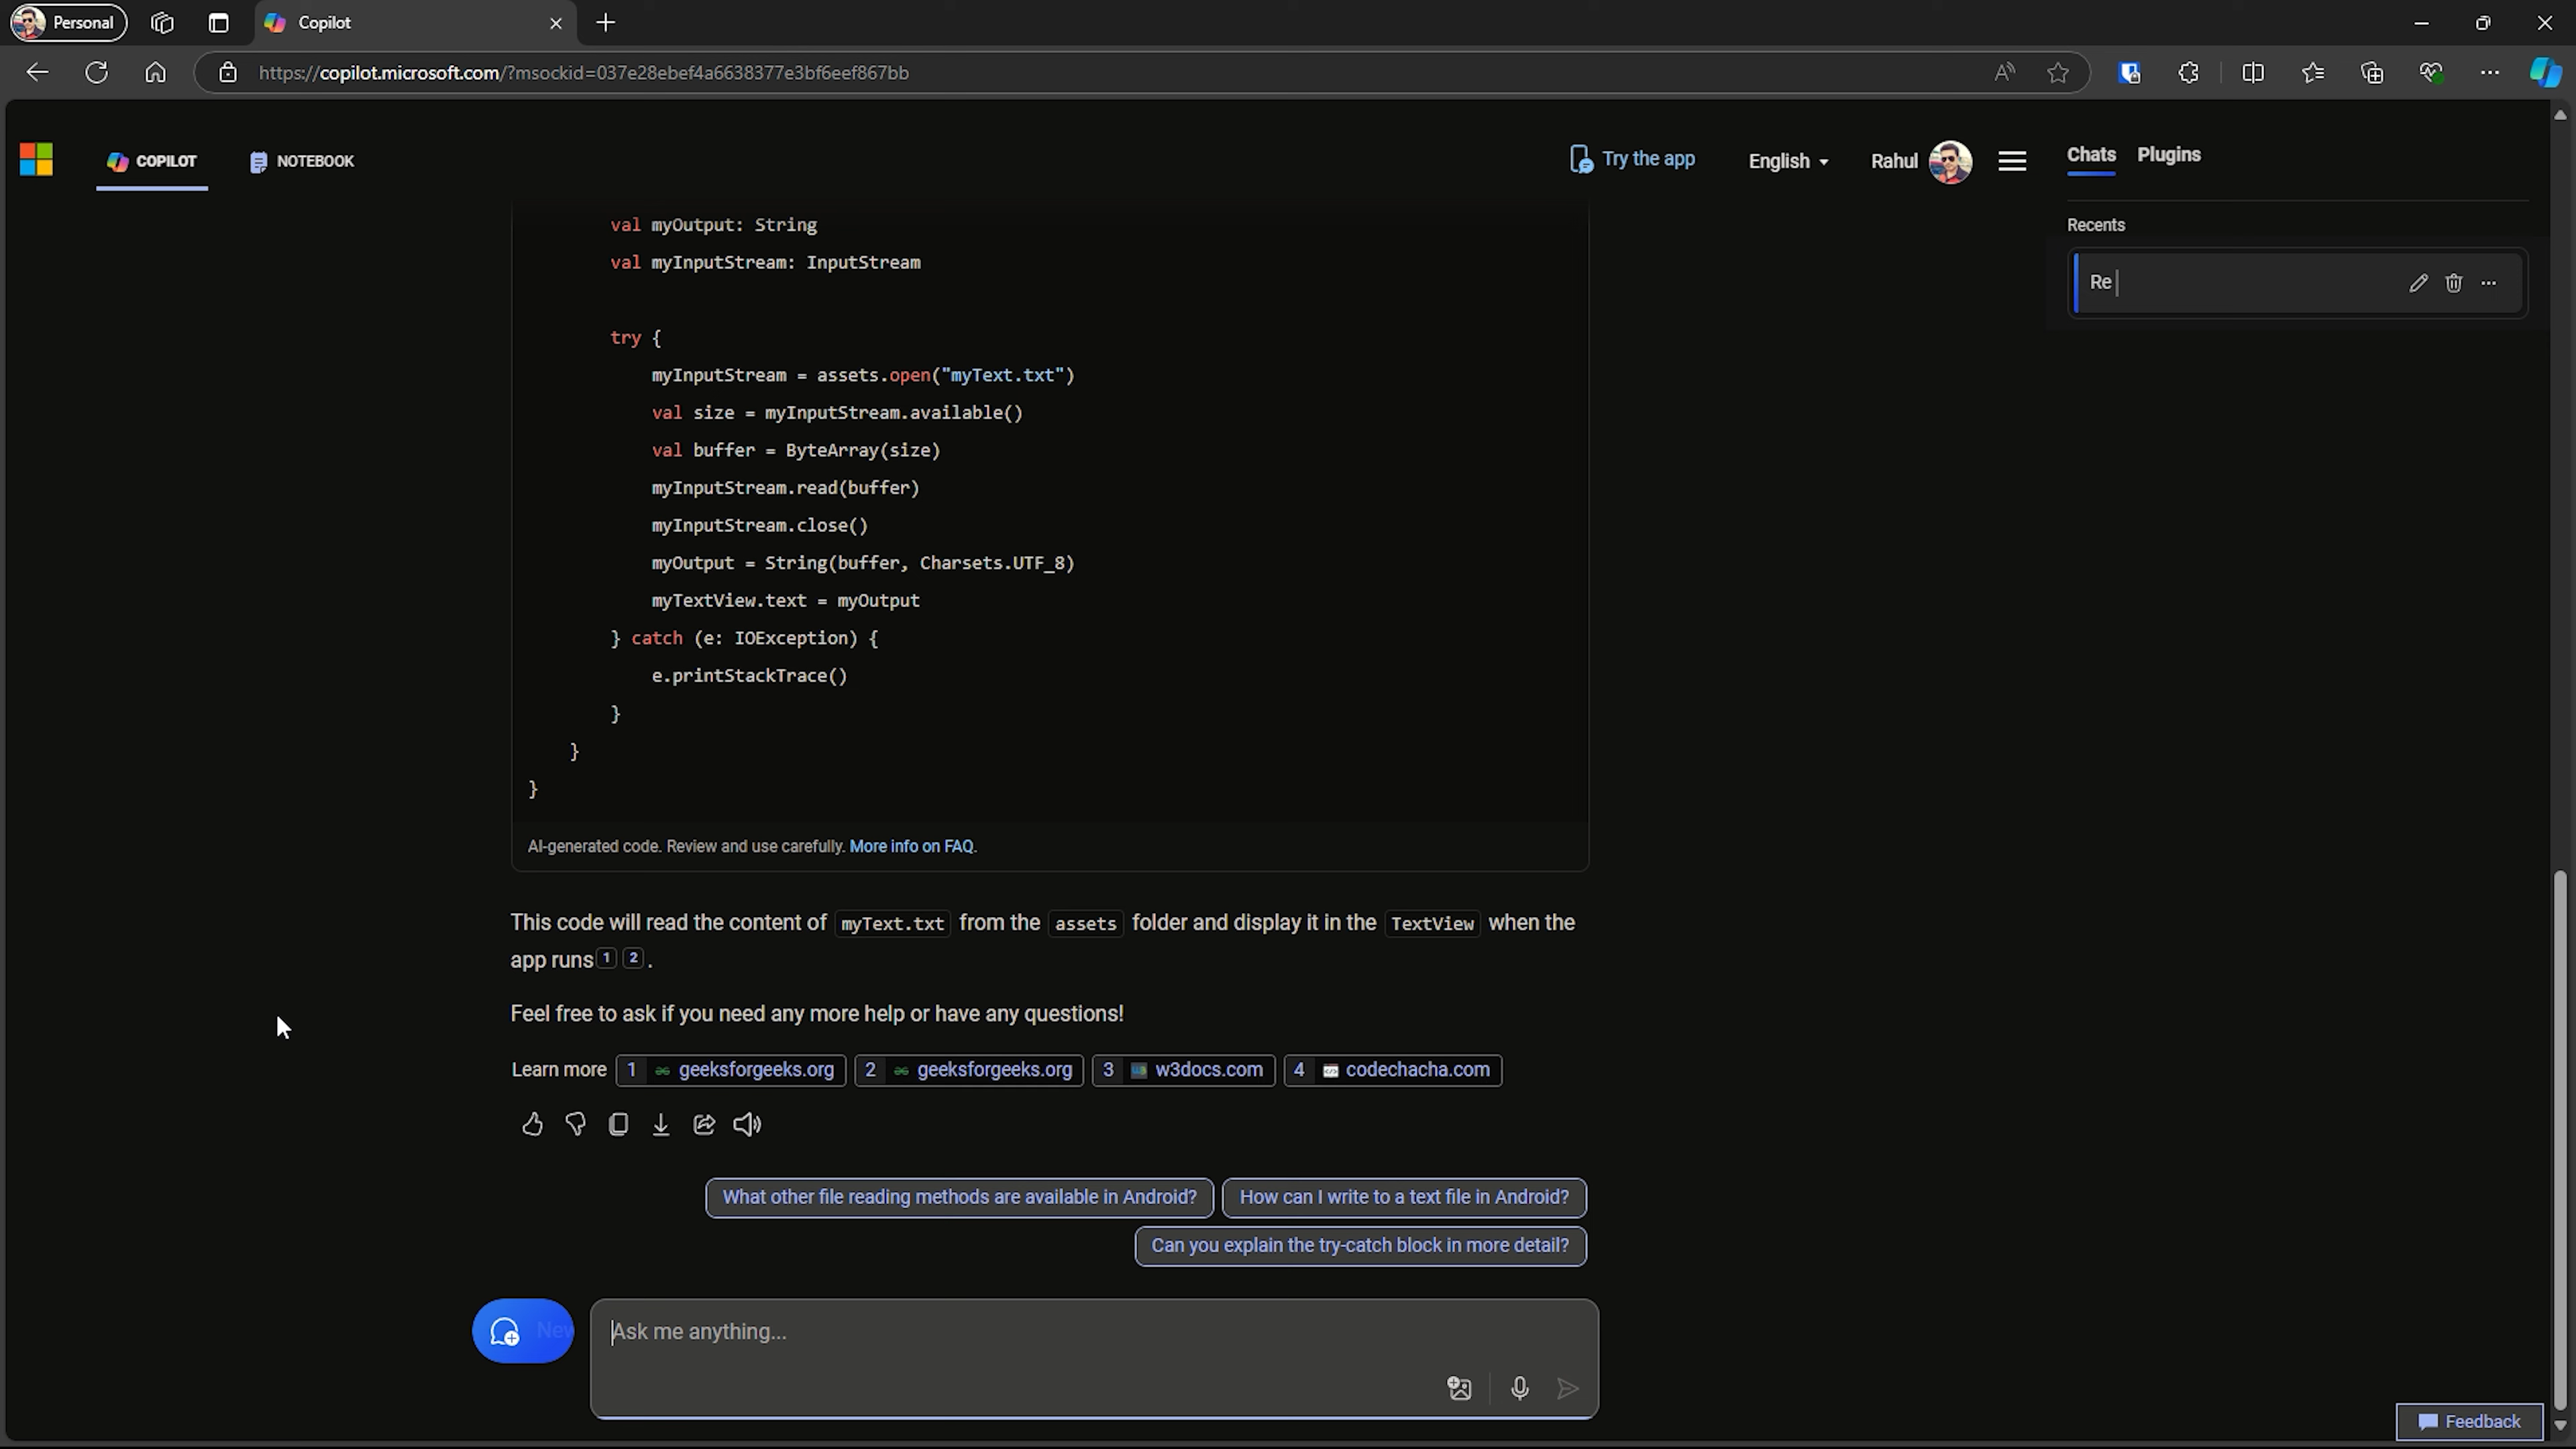 Personal
Copilot
https://copilot.microsoft.com/?msockid=037e28ebef4a6638377e3bf6eef867bb
COPILOT
NOTEBOOK
Try the app
English
Rahul
Chats
Plugins
Recents
Re
val myOutput: String
val myInputStream: InputStream
try {
myInputStream = assets.open("myText.txt")
val size = myInputStream.available()
val buffer = ByteArray(size)
myInputStream.read(buffer)
myInputStream.close()
myOutput = String(buffer, Charsets.UTF_8)
myTextView.text = myOutput
} catch (e: IOException) {
e.printStackTrace()
}
}
}
AI-generated code. Review and use carefully. More info on FAQ.
This code will read the content of myText.txt from the assets folder and display it in the TextView when the
app runs 1 2 .
Feel free to ask if you need any more help or have any questions!
Learn more 1 geeksforgeeks.org 2 geeksforgeeks.org 3 w3docs.com 4 codechacha.com
What other file reading methods are available in Android?
How can I write to a text file in Android?
Can you explain the try-catch block in more detail?
New
Ask me anything...
Feedback